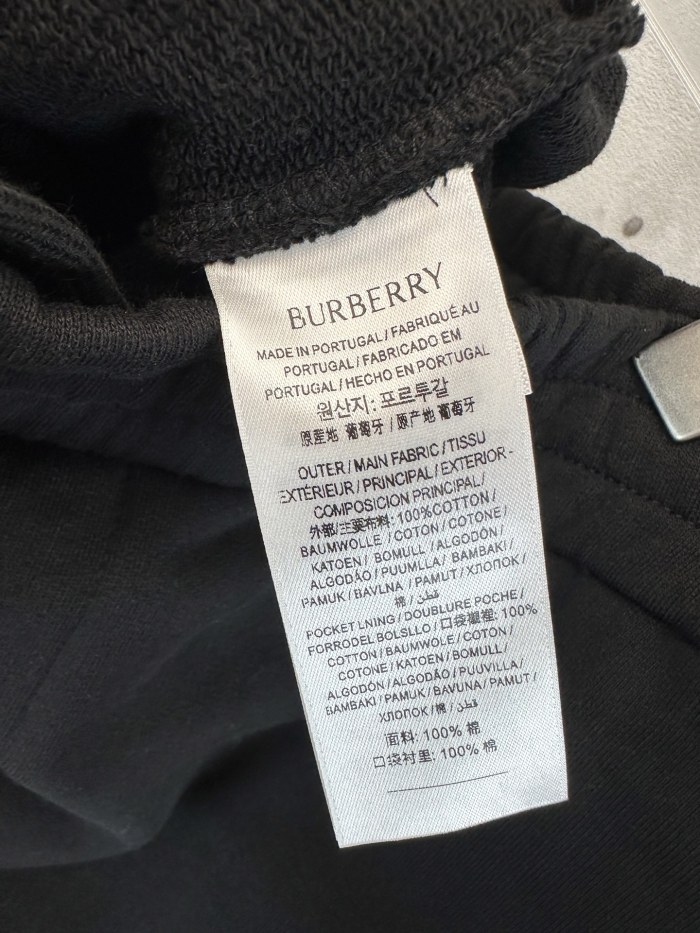 BURBERRY
MADE IN PORTUGAL / FABRIQUÉ AU
PORTUGAL / FABRICADO EM
PORTUGAL / HECHO EN PORTUGAL
원산지: 포르투갈
原産地 葡萄牙 / 原产地 葡萄牙
OUTER / MAIN FABRIC / TISSU
EXTÉRIEUR / PRINCIPAL / EXTERIOR -
COMPOSICION PRINCIPAL /
外部/主要布料: 100%COTTON /
BAUMWOLLE / COTON / COTONE /
KATOEN / BOMULL / ALGODÓN /
ALGODÃO / PUUMLLA / BAMBAKI /
PAMUK / BAVLNA / PAMUT / ХЛОПОК /
棉 / قطن /
POCKET LNING / DOUBLURE POCHE /
FORRODEL BOLSLLO / 口袋襯裡: 100%
COTTON / BAUMWOLE / COTON /
COTONE / KATOEN / BOMULL /
ALGODÓN / ALGODÃO / PUUVILLA /
BAMBAKI / PAMUK / BAVUNA / PAMUT /
ХЛОПОК / 棉 / قطن
面料: 100% 棉
口袋衬里: 100% 棉